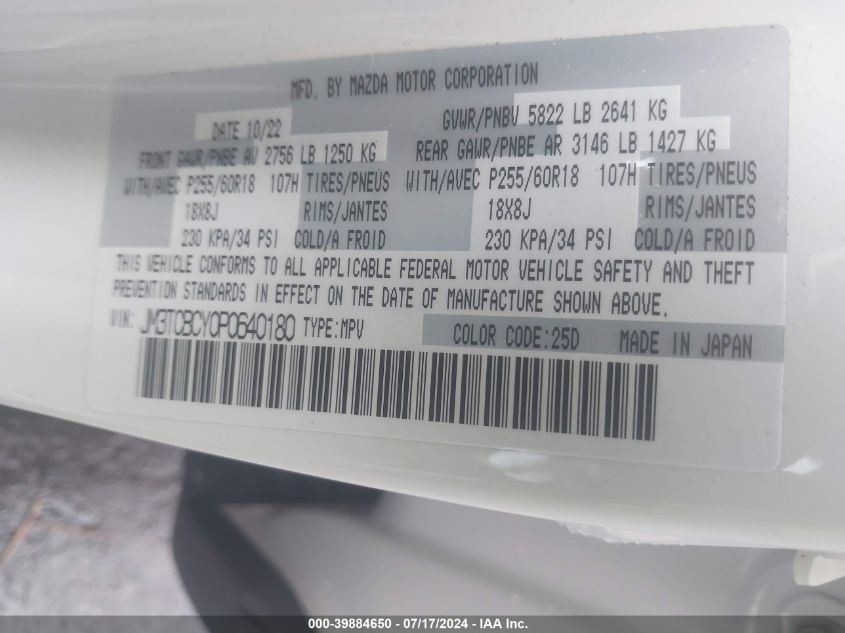 MFD. BY MAZDA MOTOR CORPORATION
DATE 10/22 GVWR/PNBV 5822 LB 2641 KG
FRONT GAWR/PNBE AV 2756 LB 1250 KG REAR GAWR/PNBE AR 3146 LB 1427 KG
WITH/AVEC P255/60R18 107H TIRES/PNEUS WITH/AVEC P255/60R18 107H TIRES/PNEUS
18X8J RIMS/JANTES 18X8J RIMS/JANTES
230 KPA/34 PSI COLD/A FROID 230 KPA/34 PSI COLD/A FROID
THIS VEHICLE CONFORMS TO ALL APPLICABLE FEDERAL MOTOR VEHICLE SAFETY AND THEFT
PREVENTION STANDARDS IN EFFECT ON THE DATE OF MANUFACTURE SHOWN ABOVE.
VIN: JM3TCBCY0P0640180 TYPE:MPV COLOR CODE:25D MADE IN JAPAN
000-39884650 - 07/17/2024 - IAA Inc.